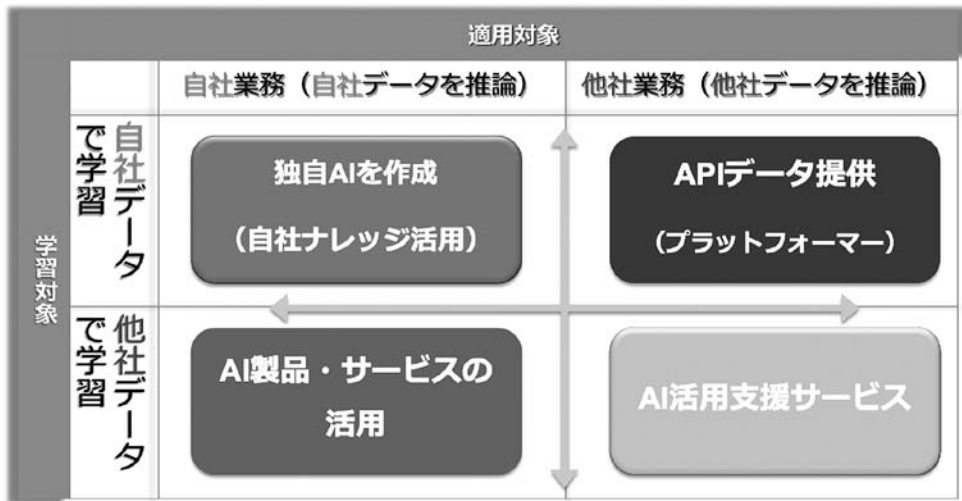 適用対象
自社業務（自社データを推論）
他社業務（他社データを推論）
学習対象
自社データ
で学習
独自AIを作成
（自社ナレッジ活用）
APIデータ提供
（プラットフォーマー）
他社データ
で学習
AI製品・サービスの
活用
AI活用支援サービス